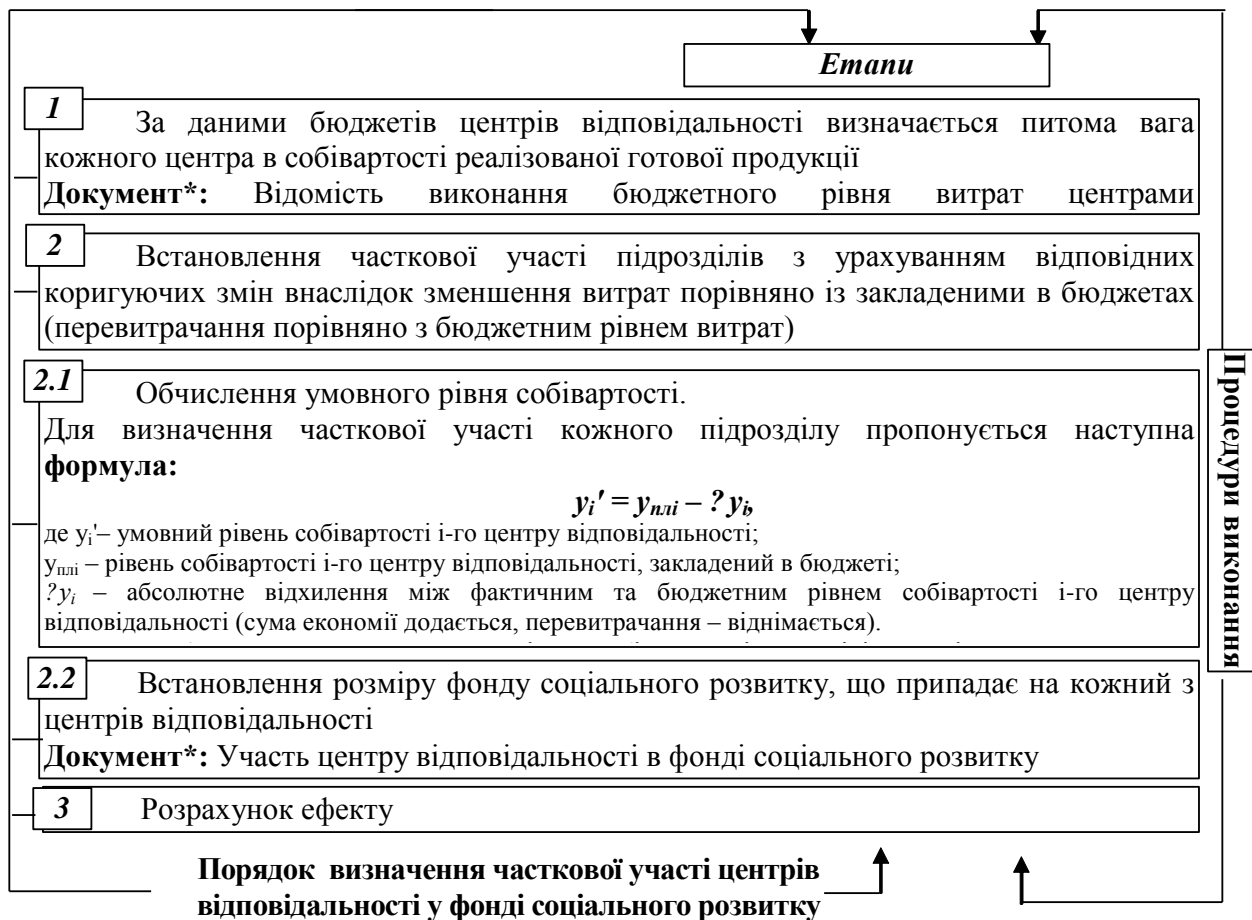 Етапи
1
За даними бюджетів центрів відповідальності визначається питома вага
кожного центра в собівартості реалізованої готової продукції
Документ*: Відомість виконання бюджетного рівня витрат центрами
2
Встановлення часткової участі підрозділів з урахуванням відповідних
коригуючих змін внаслідок зменшення витрат порівняно із закладеними в бюджетах
(перевитрачання порівняно з бюджетним рівнем витрат)
2.1
Обчислення умовного рівня собівартості.
Для визначення часткової участі кожного підрозділу пропонується наступна
формула:
yᵢ' = yплі – ? yᵢ,
де yᵢ'– умовний рівень собівартості і-го центру відповідальності;
yплі – рівень собівартості і-го центру відповідальності, закладений в бюджеті;
?yᵢ – абсолютне відхилення між фактичним та бюджетним рівнем собівартості і-го центру
відповідальності (сума економії додається, перевитрачання – віднімається).
2.2
Встановлення розміру фонду соціального розвитку, що припадає на кожний з
центрів відповідальності
Документ*: Участь центру відповідальності в фонді соціального розвитку
3
Розрахунок ефекту
Процедури виконання
Порядок визначення часткової участі центрів
відповідальності у фонді соціального розвитку